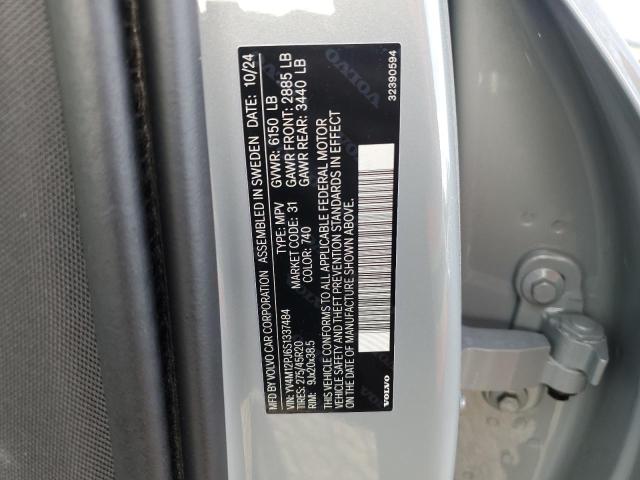 MFD BY VOLVO CAR CORPORATION ASSEMBLED IN SWEDEN DATE: 10/24
VIN: YV4M12PJ6S1337484 TYPE: MPV GVWR: 6150 LB
TIRES: 275/45R20 MARKET CODE: 31 GAWR FRONT: 2885 LB
RIM: 9Jx20x38.5 COLOR: 740 GAWR REAR: 3440 LB
THIS VEHICLE CONFORMS TO ALL APPLICABLE FEDERAL MOTOR
VEHICLE SAFETY AND THEFT PREVENTION STANDARDS IN EFFECT
ON THE DATE OF MANUFACTURE SHOWN ABOVE.
VOLVO 32390594